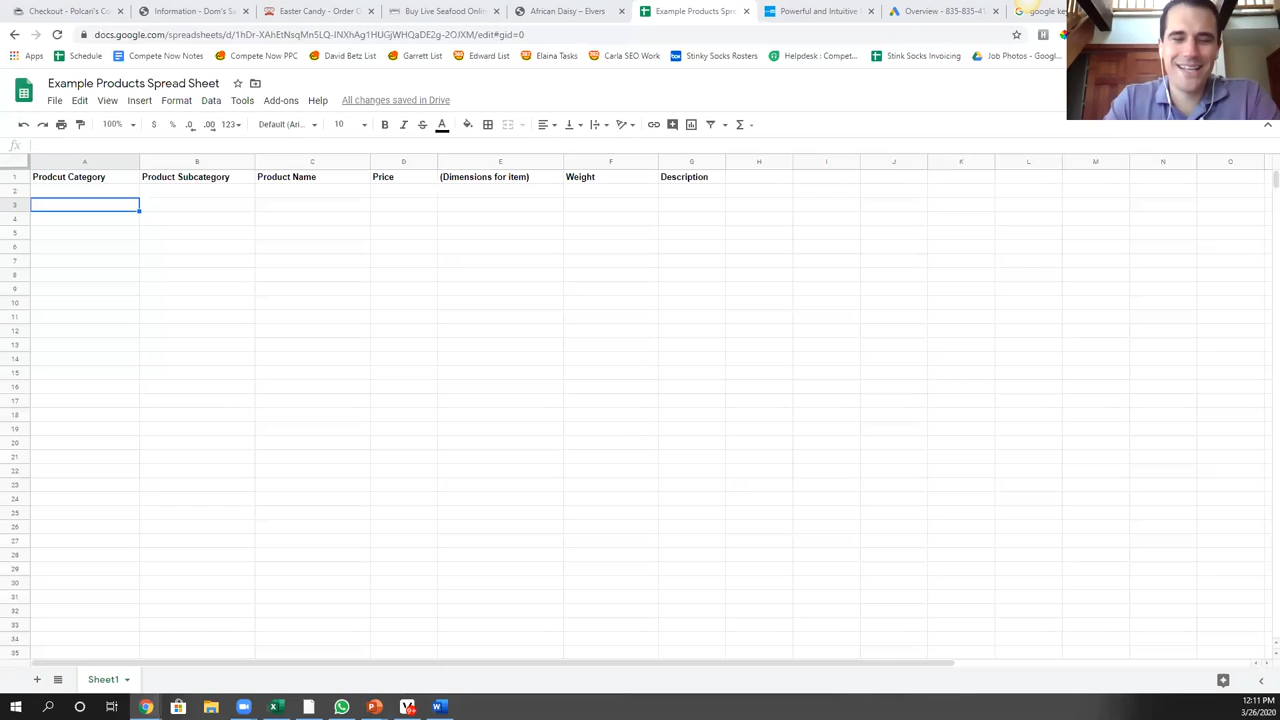 Checkout - Polcari's Co
Information - Dom's Sa
Easter Candy - Order O
Buy Live Seafood Online
African Daisy – Elvers
Example Products Spre
Powerful and Intuitive
Overview - 835-835-41
google ke
docs.google.com/spreadsheets/d/1hDr-XAhEtNsqMn5LQ-lNXhAg1HUGjWHQaDE2g-2OJXM/edit#gid=0
Apps Schedule Compete Now Notes Compete Now PPC David Bell List Garrett List Edward List Elaina Tasks Carla SEO Work Stinky Socks Rosters Helpdesk : Compet... Stink Socks Invoicing Job Photos - Googl...
Example Products Spread Sheet
File Edit View Insert Format Data Tools Add-ons Help All changes saved in Drive
100% $ % .0 .00 123 Default (Ari... 10 B I S A
fx
A B C D E F G H I J K L M N O
1 Prodcut Category Product Subcategory Product Name Price (Dimensions for item) Weight Description
2
3
4
5
6
7
8
9
10
11
12
13
14
15
16
17
18
19
20
21
22
23
24
25
26
27
28
29
30
31
32
33
34
35
Sheet1
12:11 PM
3/26/2020